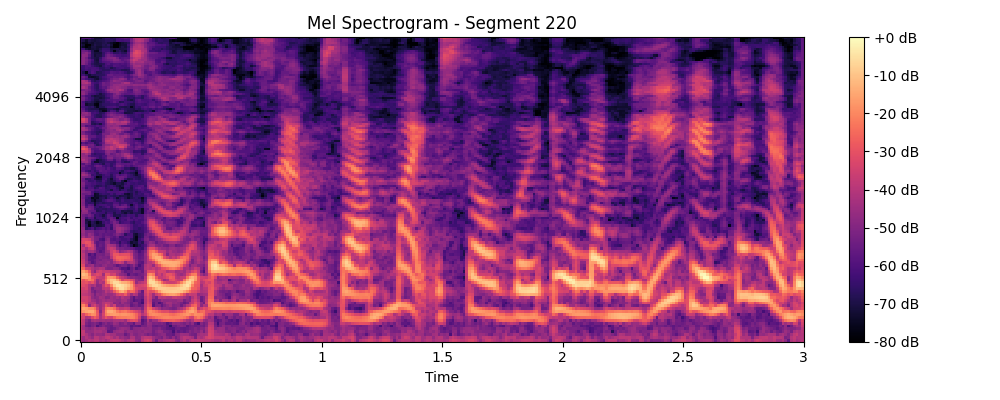 Mel Spectrogram - Segment 220
Frequency
4096
2048
1024
512
0
0
0.5
1
1.5
2
2.5
3
Time
+0 dB
-10 dB
-20 dB
-30 dB
-40 dB
-50 dB
-60 dB
-70 dB
-80 dB